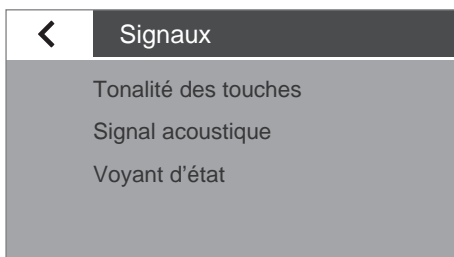 Signaux
Tonalité des touches
Signal acoustique
Voyant d'état